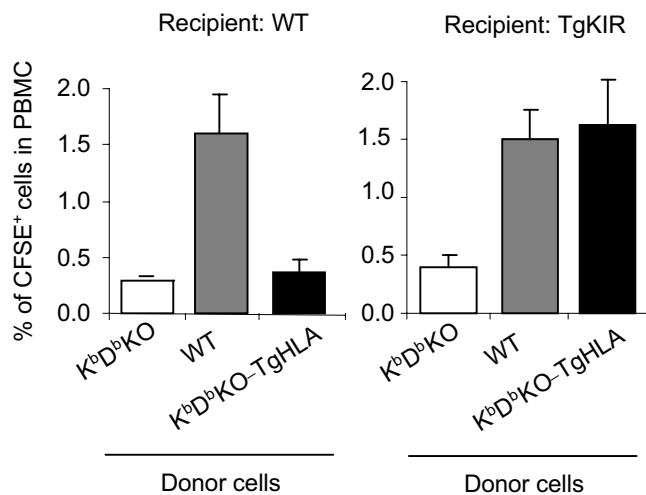 Recipient: WT
Recipient: TgKIR
% of CFSE⁺ cells in PBMC
2.0
1.5
1.0
0.5
0.0
KᵇDᵇKO
WT
KᵇDᵇKO–TgHLA
Donor cells
2.0
1.5
1.0
0.5
0.0
KᵇDᵇKO
WT
KᵇDᵇKO–TgHLA
Donor cells